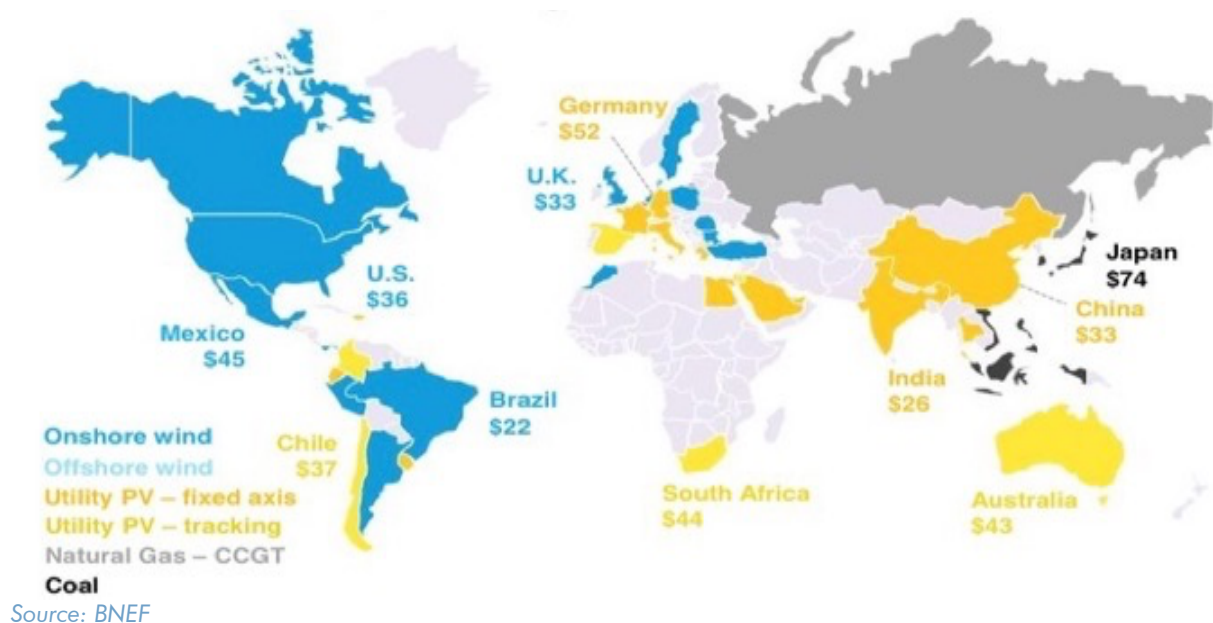 Germany
$52
U.K.
$33
U.S.
$36
Mexico
$45
Japan
$74
China
$33
India
$26
Brazil
$22
Chile
$37
South Africa
$44
Australia
$43
Onshore wind
Offshore wind
Utility PV – fixed axis
Utility PV – tracking
Natural Gas – CCGT
Coal
Source: BNEF